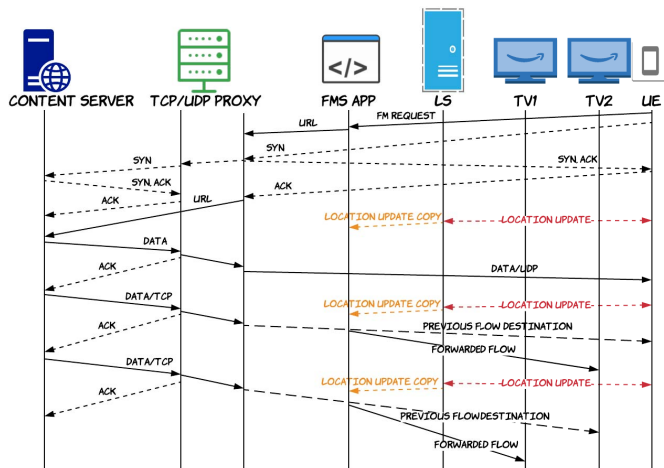 </>
CONTENT SERVER
TCP/UDP PROXY
FMS APP
LS
TV1
TV2
UE
FM REQUEST
URL
SYN
SYN
SYN, ACK
SYN, ACK
ACK
ACK
URL
LOCATION UPDATE COPY
LOCATION UPDATE
DATA
ACK
DATA/UDP
DATA/TCP
LOCATION UPDATE COPY
LOCATION UPDATE
ACK
PREVIOUS FLOW DESTINATION
FORWARDED FLOW
DATA/TCP
LOCATION UPDATE COPY
LOCATION UPDATE
ACK
PREVIOUS FLOWDESTINATION
FORWARDED FLOW